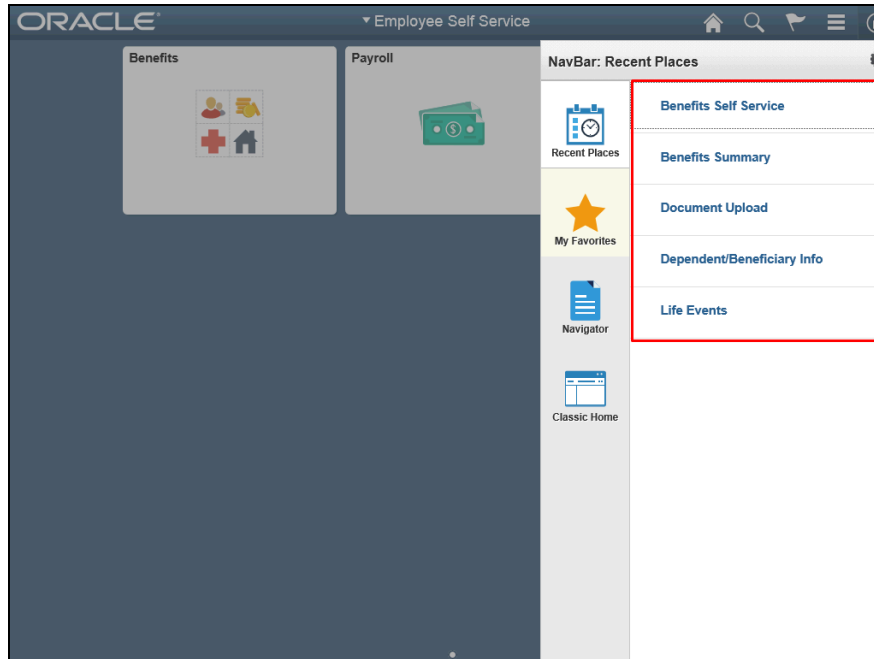 ORACLE
Employee Self Service
Benefits
Payroll
NavBar: Recent Places
Recent Places
My Favorites
Navigator
Classic Home
Benefits Self Service
Benefits Summary
Document Upload
Dependent/Beneficiary Info
Life Events